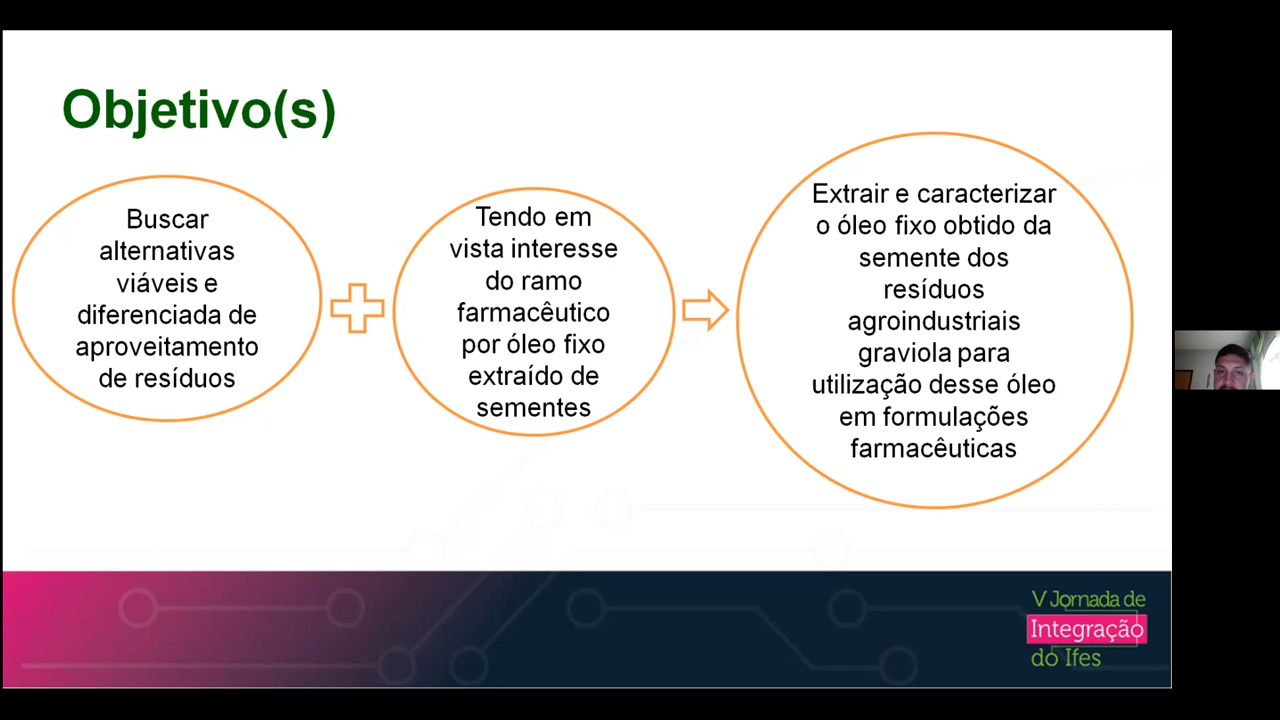 Objetivo(s)
Buscar
alternativas
viáveis e
diferenciada de
aproveitamento
de resíduos
Tendo em
vista interesse
do ramo
farmacêutico
por óleo fixo
extraído de
sementes
Extrair e caracterizar
o óleo fixo obtido da
semente dos
resíduos
agroindustriais
graviola para
utilização desse óleo
em formulações
farmacêuticas
V Jornada de
Integração
do Ifes